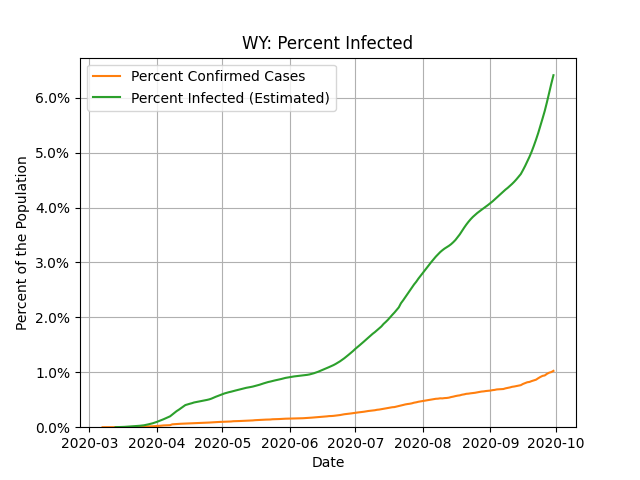 WY: Percent Infected
Percent Confirmed Cases
Percent Infected (Estimated)
Percent of the Population
6.0%
5.0%
4.0%
3.0%
2.0%
1.0%
0.0%
2020-03 2020-04 2020-05 2020-06 2020-07 2020-08 2020-09 2020-10
Date